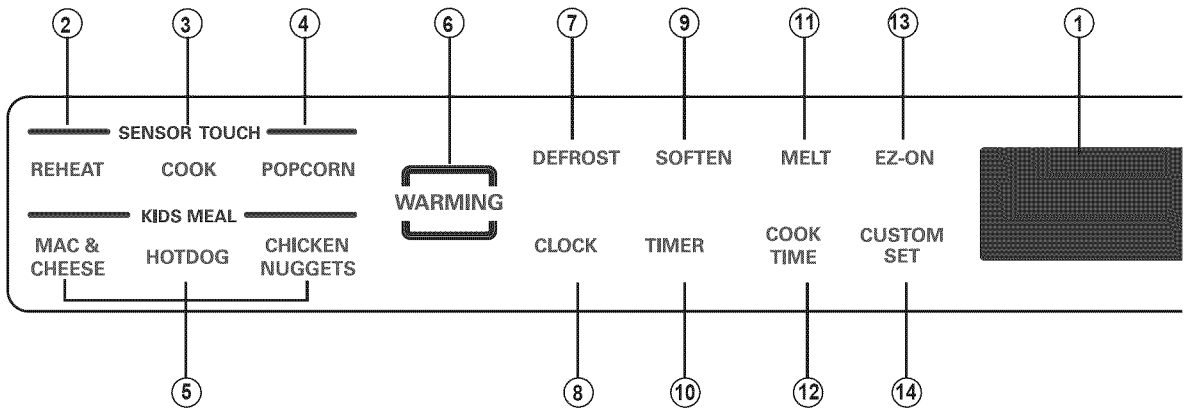 2 3 4 6 7 9 11 13 1
SENSOR TOUCH
REHEAT COOK POPCORN
DEFROST SOFTEN MELT EZ-ON
WARMING
KIDS MEAL
MAC & CHEESE
HOTDOG
CHICKEN NUGGETS
CLOCK TIMER
COOK TIME
CUSTOM SET
5 8 10 12 14